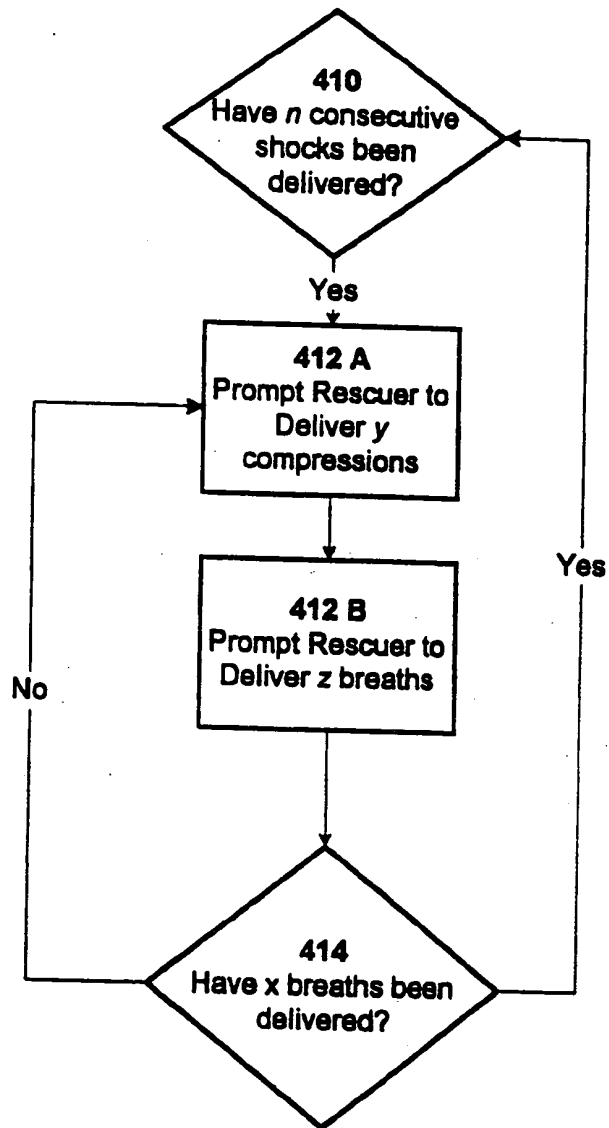 410
Have n consecutive
shocks been
delivered?
Yes
412 A
Prompt Rescuer to
Deliver y
compressions
412 B
Prompt Rescuer to
Deliver z breaths
Yes
No
414
Have x breaths been
delivered?